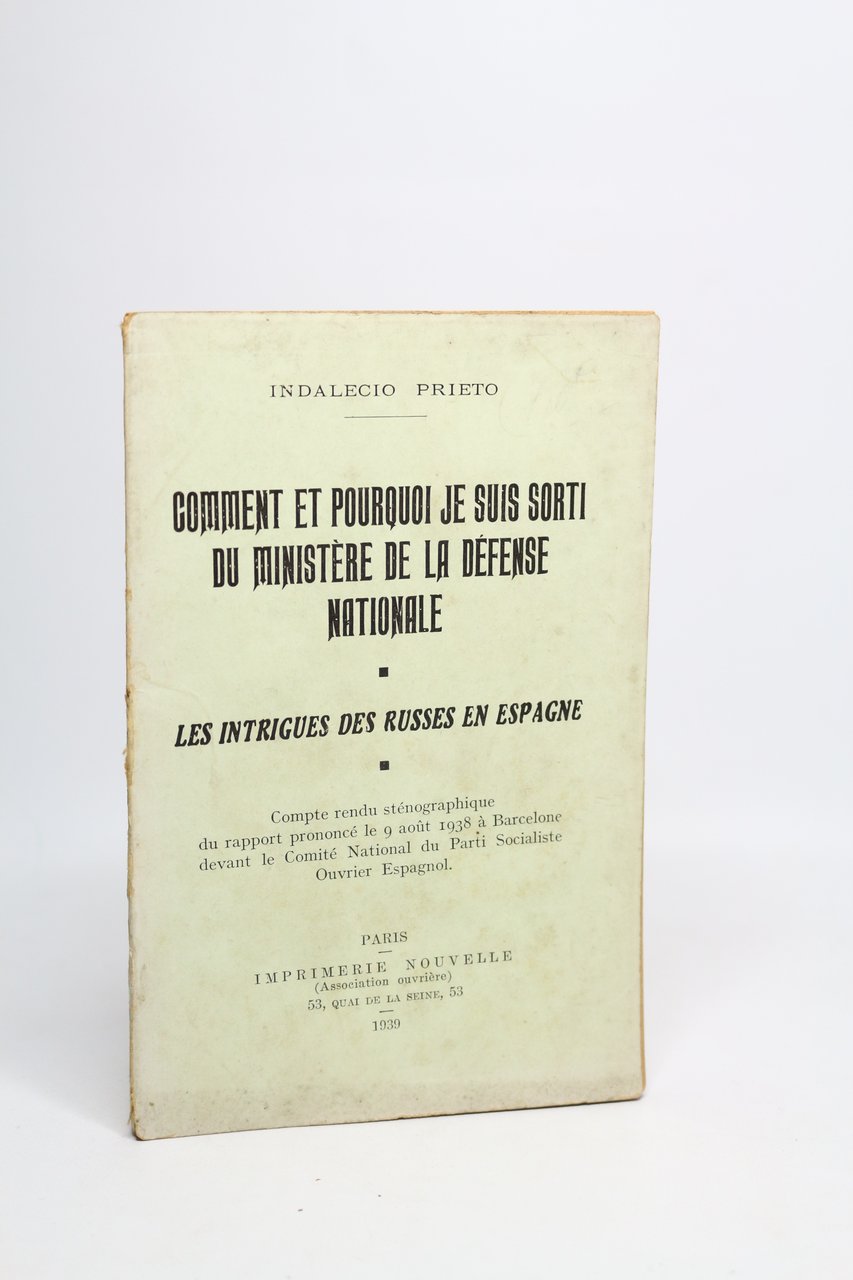 INDALECIO PRIETO
COMMENT ET POURQUOI JE SUIS SORTI
DU MINISTÈRE DE LA DÉFENSE
NATIONALE
LES INTRIGUES DES RUSSES EN ESPAGNE
Compte rendu sténographique
du rapport prononcé le 9 août 1938 à Barcelone
devant le Comité National du Parti Socialiste
Ouvrier Espagnol.
PARIS
IMPRIMERIE NOUVELLE
(Association ouvrière)
53, QUAI DE LA SEINE, 53
1939